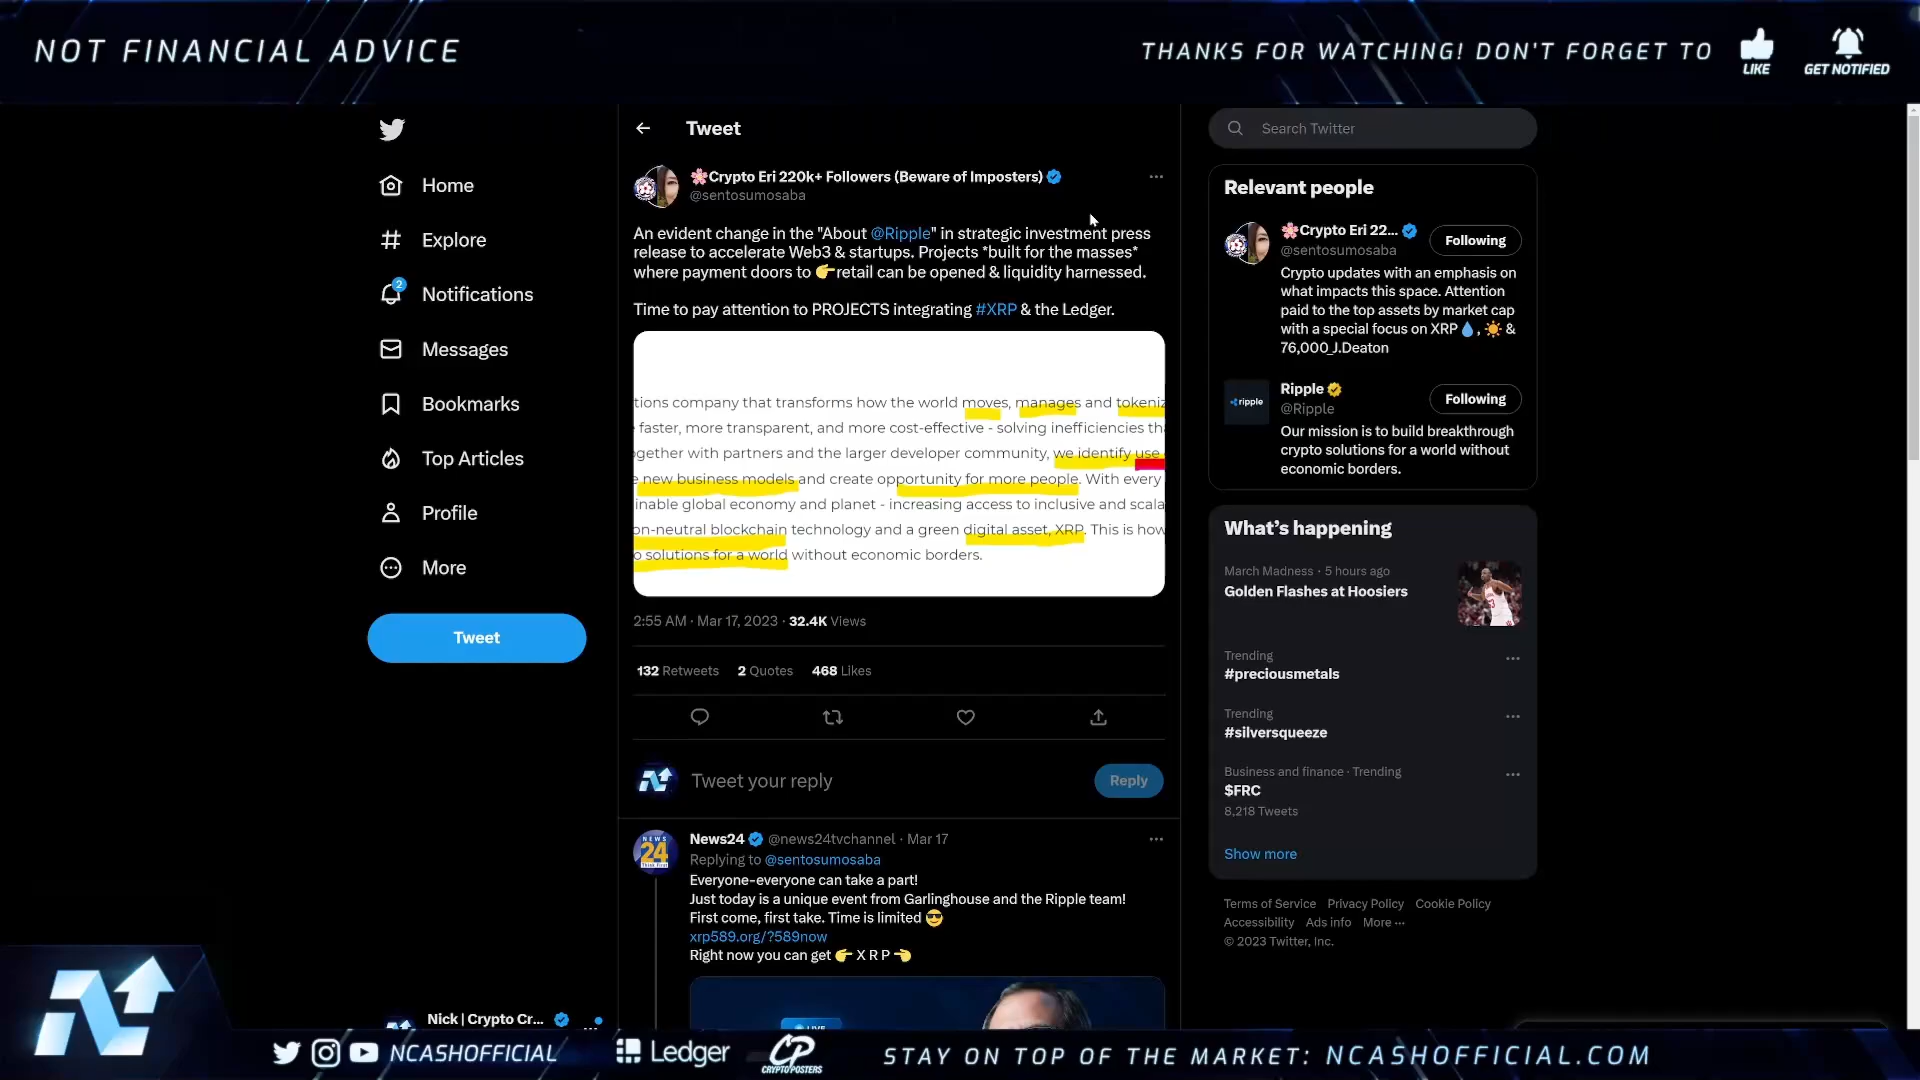 NOT FINANCIAL ADVICE
THANKS FOR WATCHING! DON'T FORGET TO
LIKE
GET NOTIFIED
Home
Explore
2
Notifications
Messages
Bookmarks
Top Articles
Profile
More
Tweet
Nick | Crypto Cr...
Tweet
🌸Crypto Eri 220k+ Followers (Beware of Imposters)
@sentosumosaba
An evident change in the "About @Ripple" in strategic investment press
release to accelerate Web3 & startups. Projects *built for the masses*
where payment doors to 👉retail can be opened & liquidity harnessed.
Time to pay attention to PROJECTS integrating #XRP & the Ledger.
tions company that transforms how the world moves, manages and tokeniz
faster, more transparent, and more cost-effective - solving inefficiencies tha
gether with partners and the larger developer community, we identify use
new business models and create opportunity for more people. With every
inable global economy and planet - increasing access to inclusive and scala
on-neutral blockchain technology and a green digital asset, XRP. This is how
o solutions for a world without economic borders.
2:55 AM · Mar 17, 2023 · 32.4K Views
132 Retweets 2 Quotes 468 Likes
Tweet your reply
Reply
News24 @news24tvchannel · Mar 17
Replying to @sentosumosaba
Everyone-everyone can take a part!
Just today is a unique event from Garlinghouse and the Ripple team!
First come, first take. Time is limited 😎
xrp589.org/?589now
Right now you can get 👉 X R P 👈
NEWS
24
LIVE
Search Twitter
Relevant people
🌸Crypto Eri 22...
@sentosumosaba
Following
Crypto updates with an emphasis on
what impacts this space. Attention
paid to the top assets by market cap
with a special focus on XRP💧, ☀️ &
76,000_J.Deaton
ripple
Ripple
@Ripple
Following
Our mission is to build breakthrough
crypto solutions for a world without
economic borders.
What's happening
March Madness · 5 hours ago
Golden Flashes at Hoosiers
Trending
#preciousmetals
Trending
#silversqueeze
Business and finance · Trending
$FRC
8,218 Tweets
Show more
Terms of Service Privacy Policy Cookie Policy
Accessibility Ads info More ···
© 2023 Twitter, Inc.
NCASHOFFICIAL
Ledger
CP
CRYPTOPOSTERS
STAY ON TOP OF THE MARKET: NCASHOFFICIAL.COM